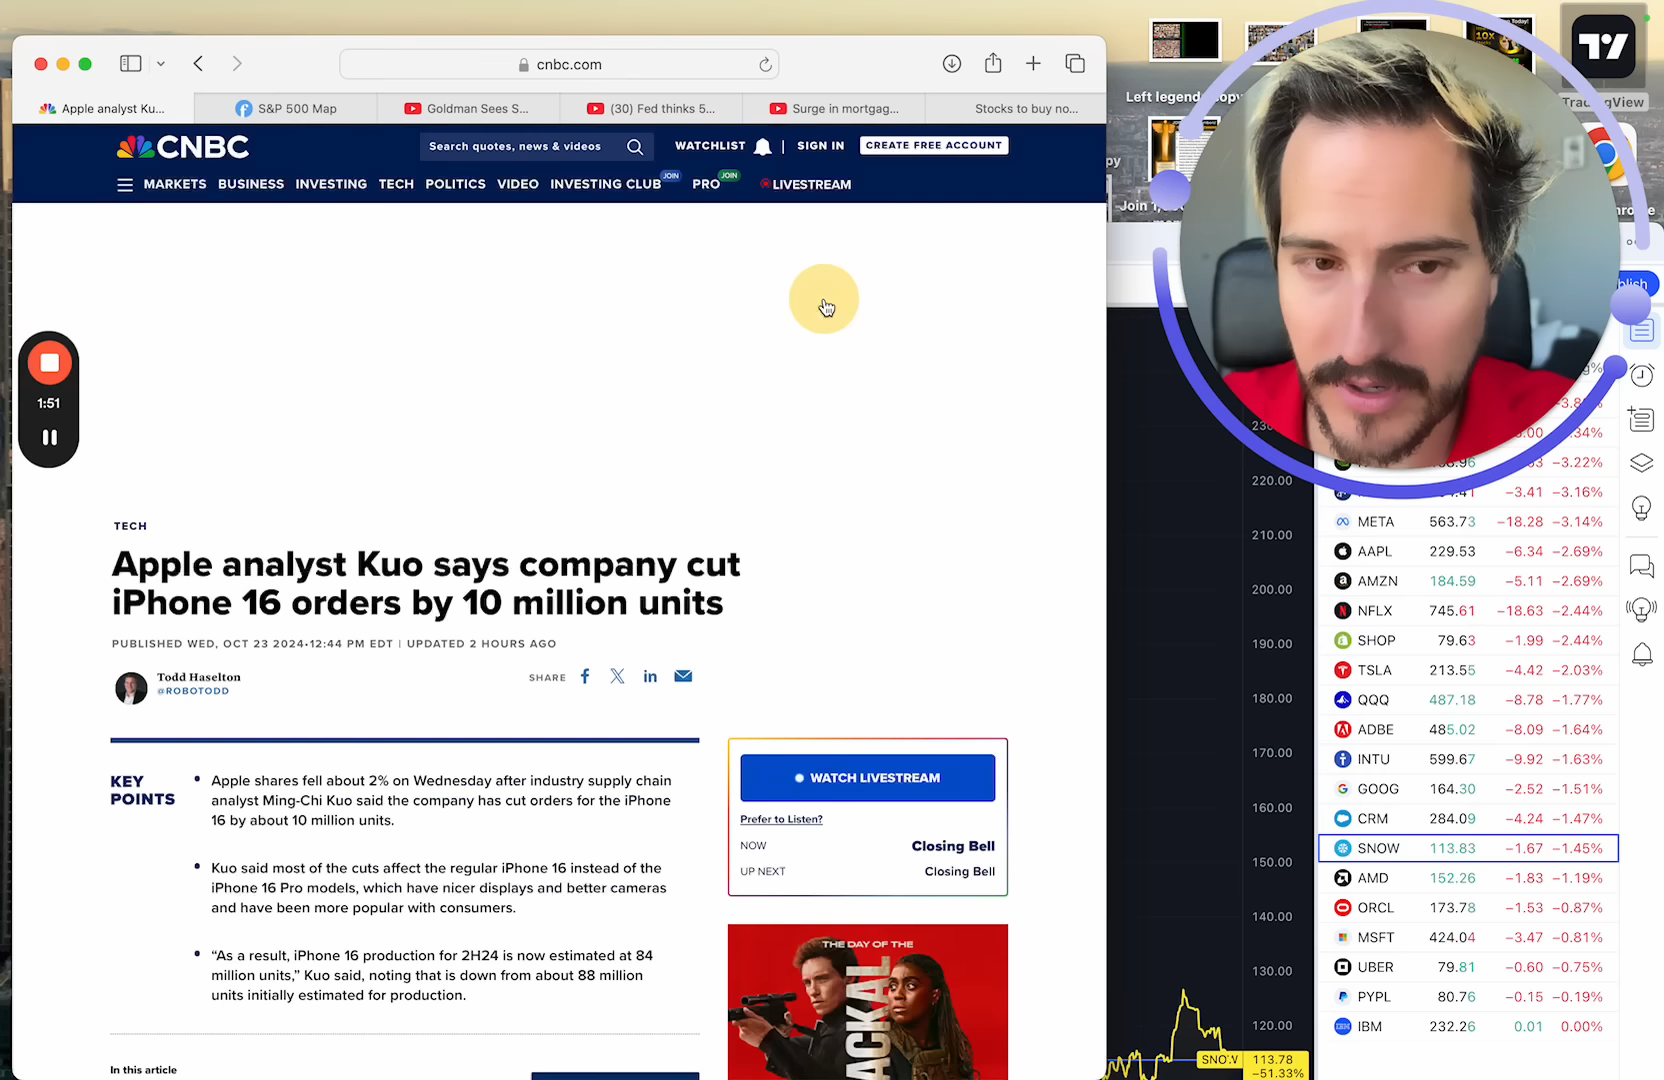 cnbc.com
Apple analyst Ku...
S&P 500 Map
Goldman Sees S...
(30) Fed thinks 5...
Surge in mortgag...
Stocks to buy no...
CNBC
Search quotes, news & videos
WATCHLIST
SIGN IN
CREATE FREE ACCOUNT
MARKETS
BUSINESS
INVESTING
TECH
POLITICS
VIDEO
INVESTING CLUB
JOIN
PRO
JOIN
LIVESTREAM
1:51
TECH
Apple analyst Kuo says company cut
iPhone 16 orders by 10 million units
PUBLISHED WED, OCT 23 2024•12:44 PM EDT | UPDATED 2 HOURS AGO
Todd Haselton
@ROBOTODD
SHARE
KEY
POINTS
• Apple shares fell about 2% on Wednesday after industry supply chain
analyst Ming-Chi Kuo said the company has cut orders for the iPhone
16 by about 10 million units.
• Kuo said most of the cuts affect the regular iPhone 16 instead of the
iPhone 16 Pro models, which have nicer displays and better cameras
and have been more popular with consumers.
• “As a result, iPhone 16 production for 2H24 is now estimated at 84
million units,” Kuo said, noting that is down from about 88 million
units initially estimated for production.
In this article
WATCH LIVESTREAM
Prefer to Listen?
NOW
Closing Bell
UP NEXT
Closing Bell
THE DAY OF THE
JACKAL
Left legend
TradingView
220.00
210.00
200.00
190.00
180.00
170.00
160.00
150.00
140.00
130.00
120.00
113.78
−51.33%
−3.22%
−3.41 −3.16%
META 563.73 −18.28 −3.14%
AAPL 229.53 −6.34 −2.69%
AMZN 184.59 −5.11 −2.69%
NFLX 745.61 −18.63 −2.44%
SHOP 79.63 −1.99 −2.44%
TSLA 213.55 −4.42 −2.03%
QQQ 487.18 −8.78 −1.77%
ADBE 485.02 −8.09 −1.64%
INTU 599.67 −9.92 −1.63%
GOOG 164.30 −2.52 −1.51%
CRM 284.09 −4.24 −1.47%
SNOW 113.83 −1.67 −1.45%
AMD 152.26 −1.83 −1.19%
ORCL 173.78 −1.53 −0.87%
MSFT 424.04 −3.47 −0.81%
UBER 79.81 −0.60 −0.75%
PYPL 80.76 −0.15 −0.19%
IBM 232.26 0.01 0.00%